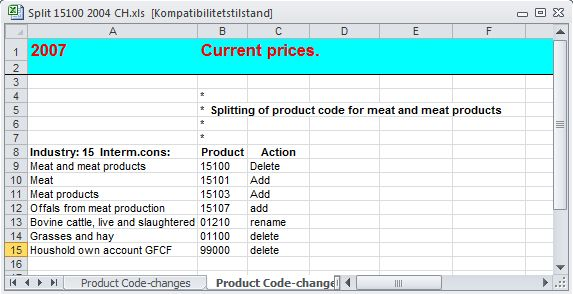 Split 15100 2004 CH.xls [Kompatibilitetstilstand]
A B C D E F
1 2007 Current prices.
2
3
4 *
5 * Splitting of product code for meat and meat products
6 *
7 *
8 Industry: 15 Interm.cons: Product Action
9 Meat and meat products 15100 Delete
10 Meat 15101 Add
11 Meat products 15103 Add
12 Offals from meat production 15107 add
13 Bovine cattle, live and slaughtered 01210 rename
14 Grasses and hay 01100 delete
15 Houshold own account GFCF 99000 delete
16
Product Code-changes Product Code-change